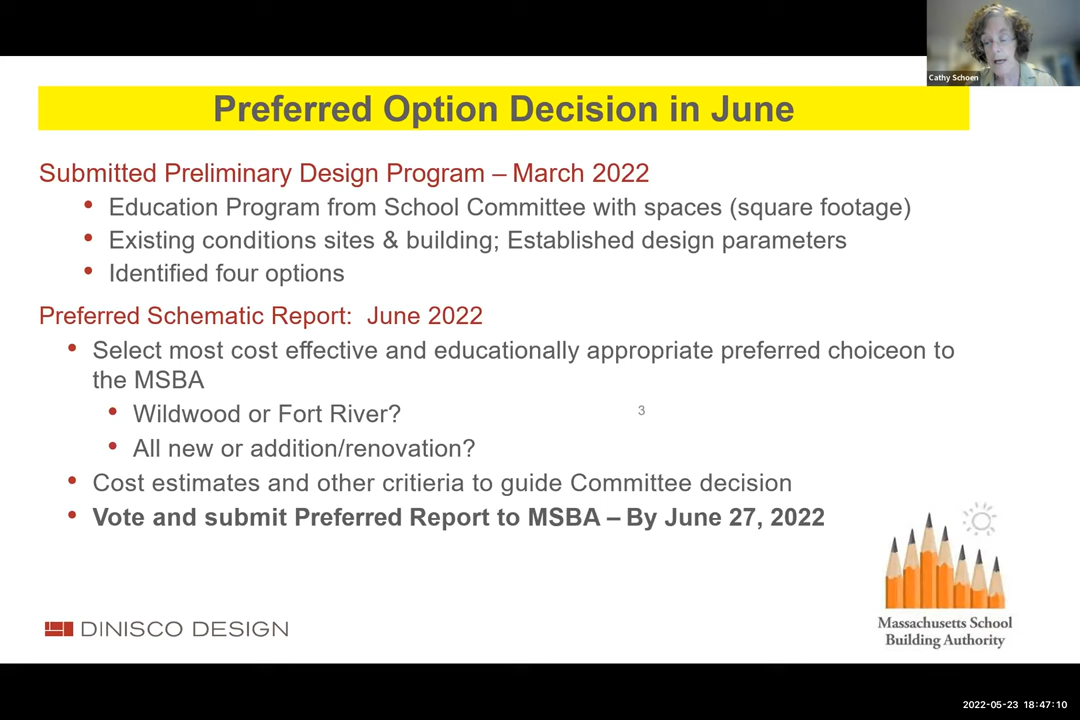 Cathy Schoen
Preferred Option Decision in June
Submitted Preliminary Design Program – March 2022
• Education Program from School Committee with spaces (square footage)
• Existing conditions sites & building; Established design parameters
• Identified four options
Preferred Schematic Report: June 2022
• Select most cost effective and educationally appropriate preferred choiceon to
the MSBA
• Wildwood or Fort River?
3
• All new or addition/renovation?
• Cost estimates and other critieria to guide Committee decision
• Vote and submit Preferred Report to MSBA – By June 27, 2022
DINISCO DESIGN
Massachusetts School
Building Authority
2022-05-23 18:47:10